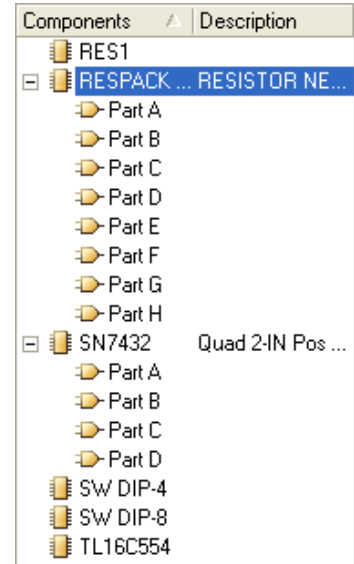 Components Description
RES1
RESPACK ... RESISTOR NE...
Part A
Part B
Part C
Part D
Part E
Part F
Part G
Part H
SN7432 Quad 2-IN Pos ...
Part A
Part B
Part C
Part D
SW DIP-4
SW DIP-8
TL16C554